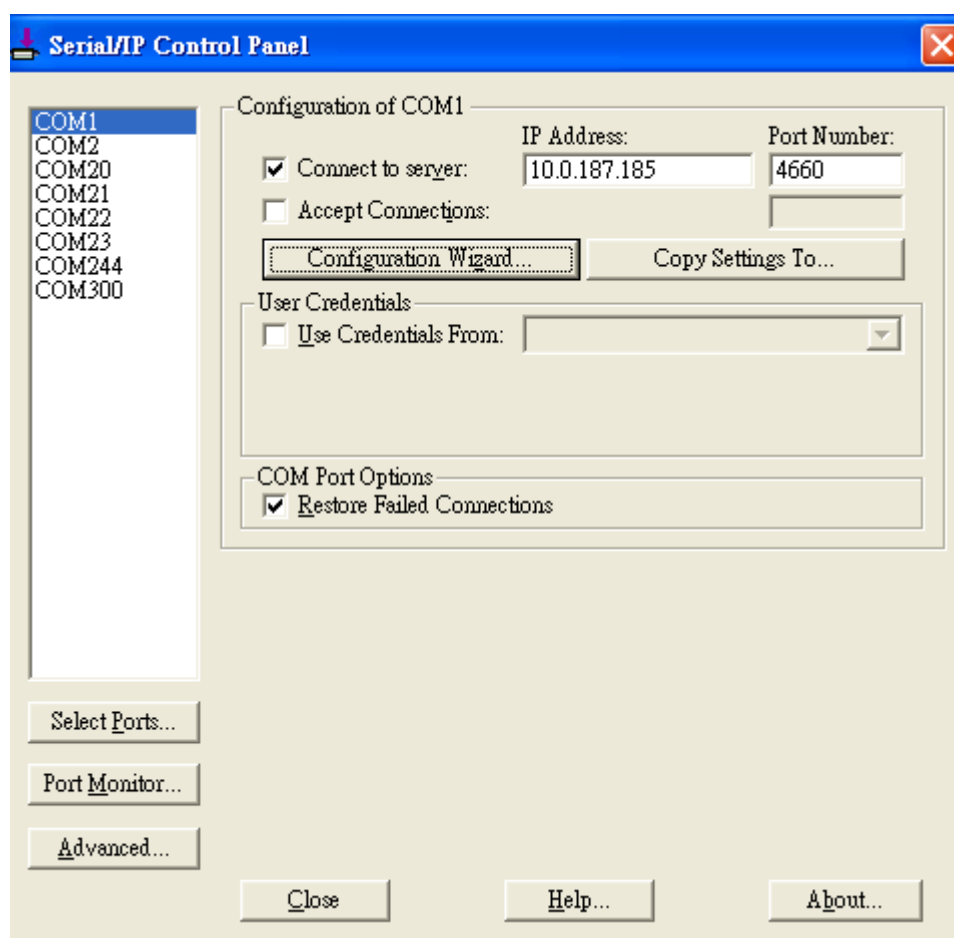 Serial/IP Control Panel
COM1
COM2
COM20
COM21
COM22
COM23
COM244
COM300
Select Ports...
Port Monitor...
Advanced...
Configuration of COM1
IP Address: Port Number:
Connect to server: 10.0.187.185 4660
Accept Connections:
Configuration Wizard... Copy Settings To...
User Credentials
Use Credentials From:
COM Port Options
Restore Failed Connections
Close Help... About...